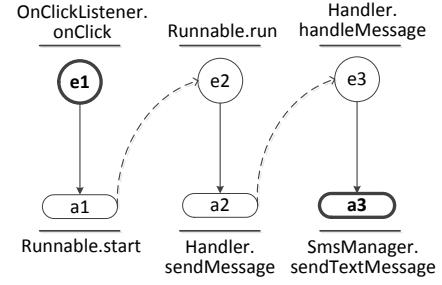 OnClickListener.
onClick
Runnable.run
Handler.
handleMessage
e1
e2
e3
a1
a2
a3
Runnable.start
Handler.
sendMessage
SmsManager.
sendTextMessage